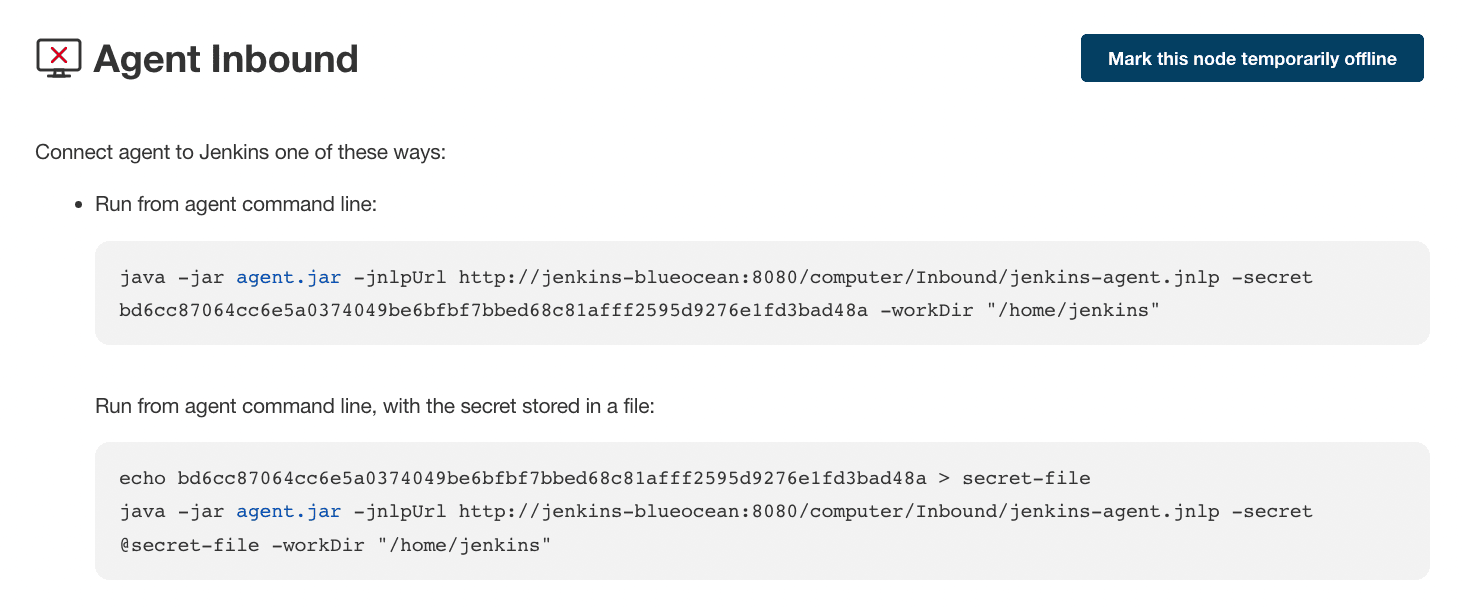 Agent Inbound
Mark this node temporarily offline
Connect agent to Jenkins one of these ways:
Run from agent command line:
java -jar agent.jar -jnlpUrl http://jenkins-blueocean:8080/computer/Inbound/jenkins-agent.jnlp -secret
bd6cc87064cc6e5a0374049be6bfbf7bbed68c81afff2595d9276e1fd3bad48a -workDir "/home/jenkins"
Run from agent command line, with the secret stored in a file:
echo bd6cc87064cc6e5a0374049be6bfbf7bbed68c81afff2595d9276e1fd3bad48a > secret-file
java -jar agent.jar -jnlpUrl http://jenkins-blueocean:8080/computer/Inbound/jenkins-agent.jnlp -secret
@secret-file -workDir "/home/jenkins"